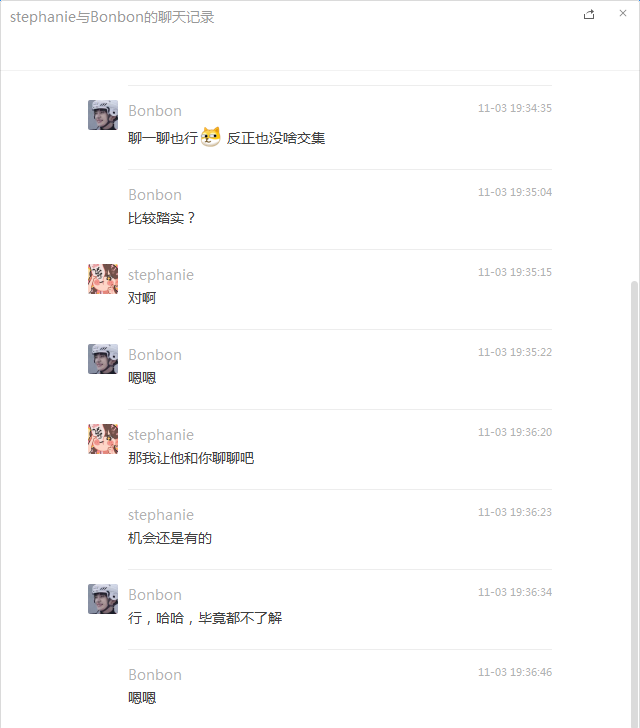 stephanie与Bonbon的聊天记录
Bonbon 11-03 19:34:35
聊一聊也行 反正也没啥交集
Bonbon 11-03 19:35:04
比较踏实？
stephanie 11-03 19:35:15
对啊
Bonbon 11-03 19:35:22
嗯嗯
stephanie 11-03 19:36:20
那我让他和你聊聊吧
stephanie 11-03 19:36:23
机会还是有的
Bonbon 11-03 19:36:34
行，哈哈，毕竟都不了解
Bonbon 11-03 19:36:46
嗯嗯